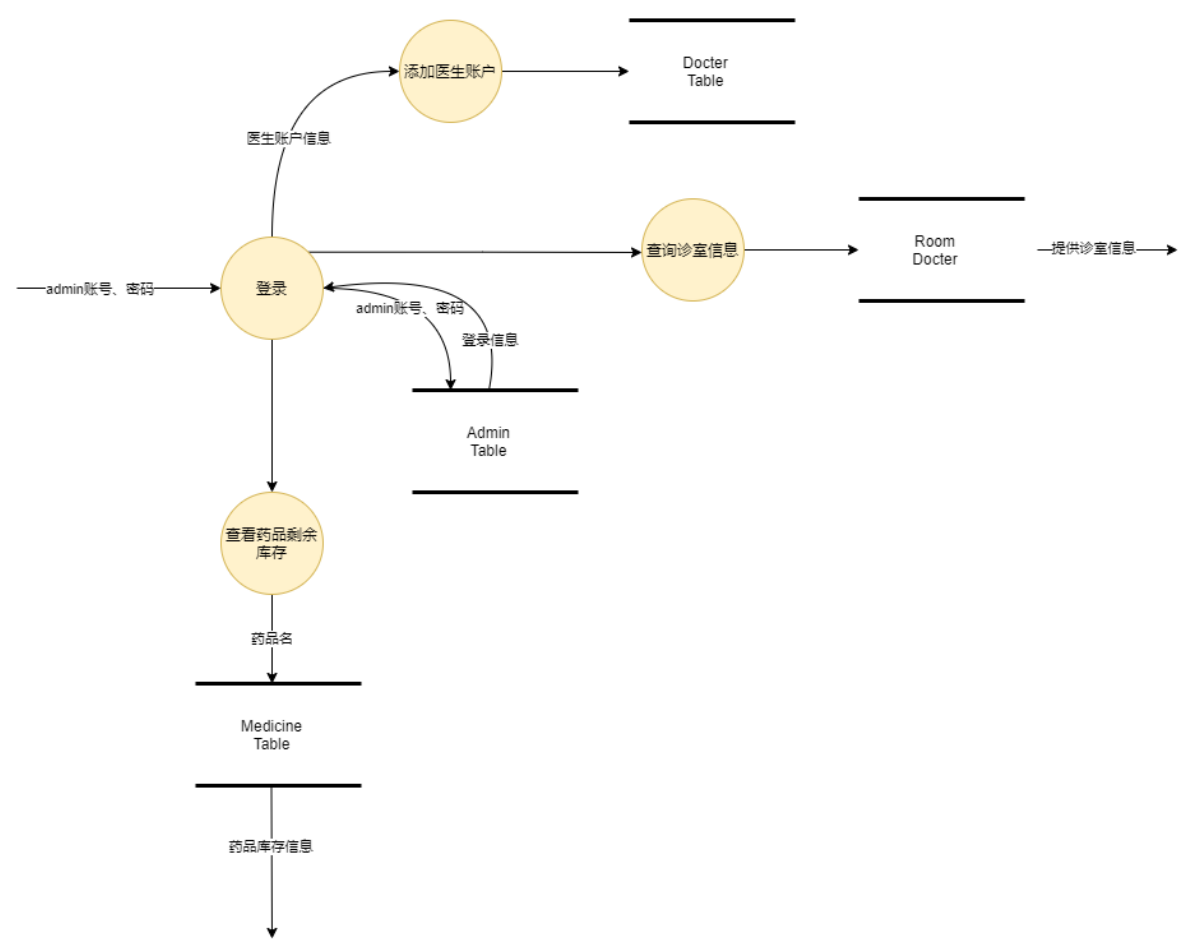 添加医生账户
Docter
Table
医生账户信息
查询诊室信息
Room
Docter
提供诊室信息
admin账号、密码
登录
admin账号、密码
登录信息
Admin
Table
查看药品剩余
库存
药品名
Medicine
Table
药品库存信息